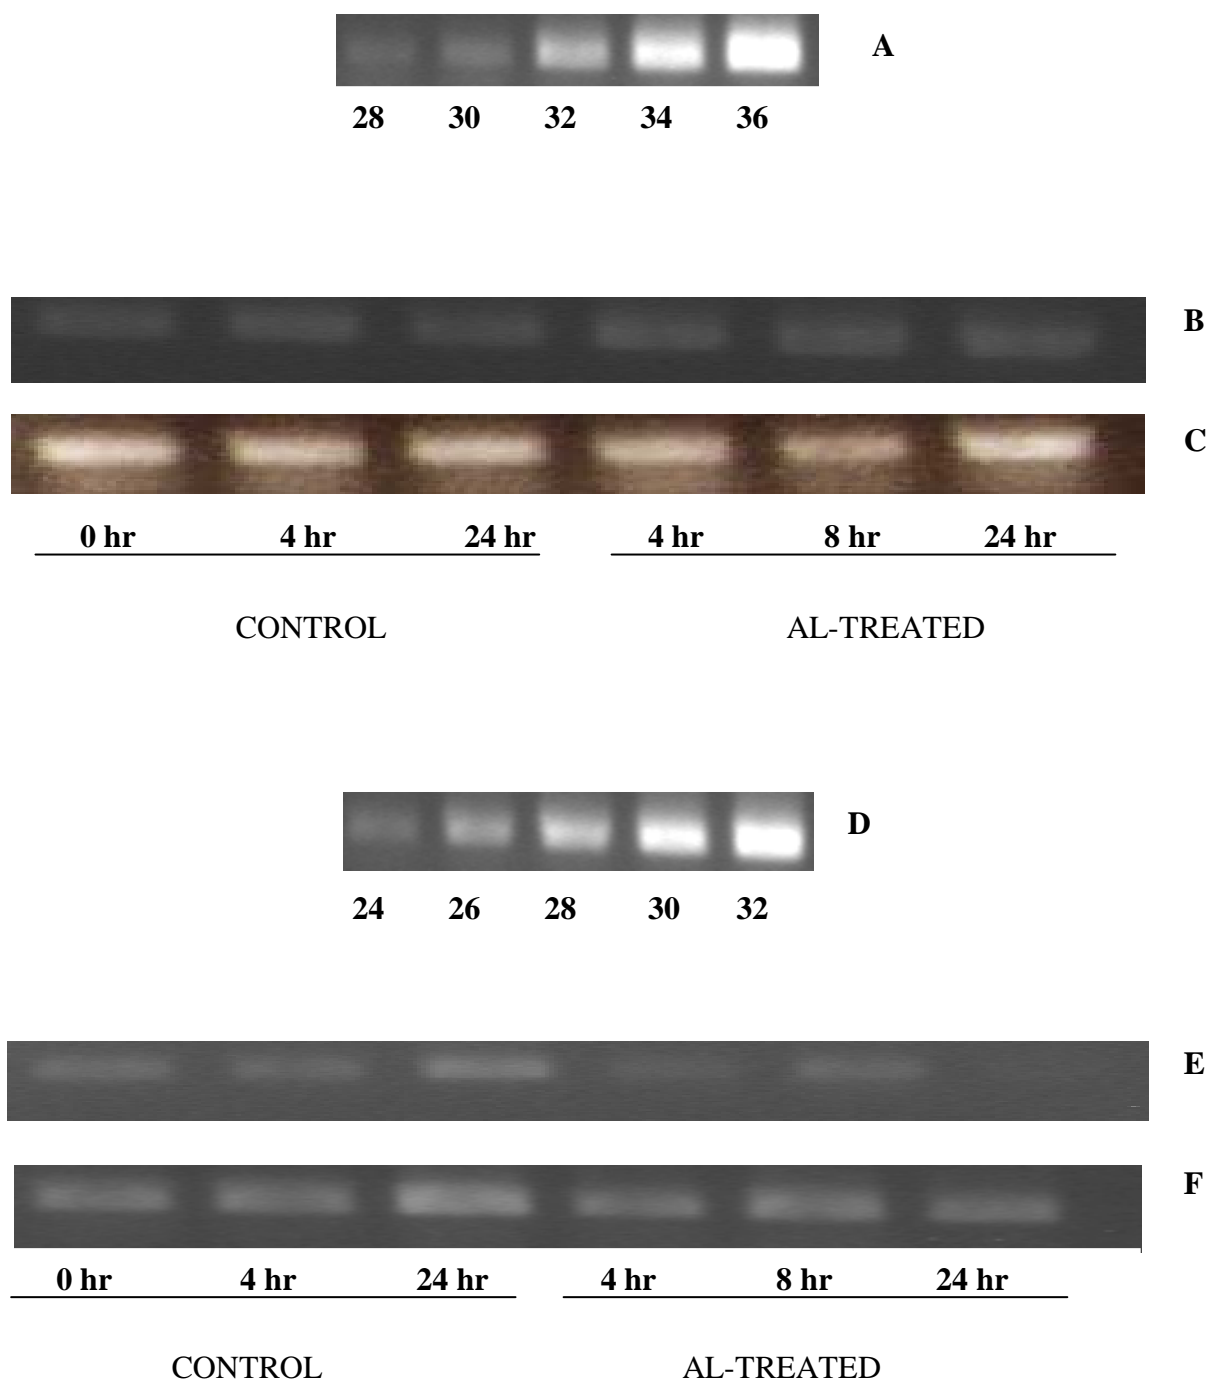 A
28 30 32 34 36
B
C
0 hr 4 hr 24 hr 4 hr 8 hr 24 hr
CONTROL AL-TREATED
D
24 26 28 30 32
E
F
0 hr 4 hr 24 hr 4 hr 8 hr 24 hr
CONTROL AL-TREATED